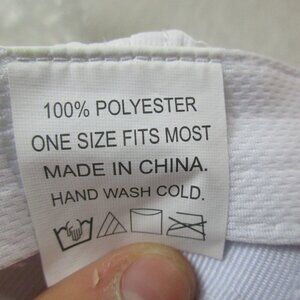 100% POLYESTER
ONE SIZE FITS MOST
MADE IN CHINA.
HAND WASH COLD.